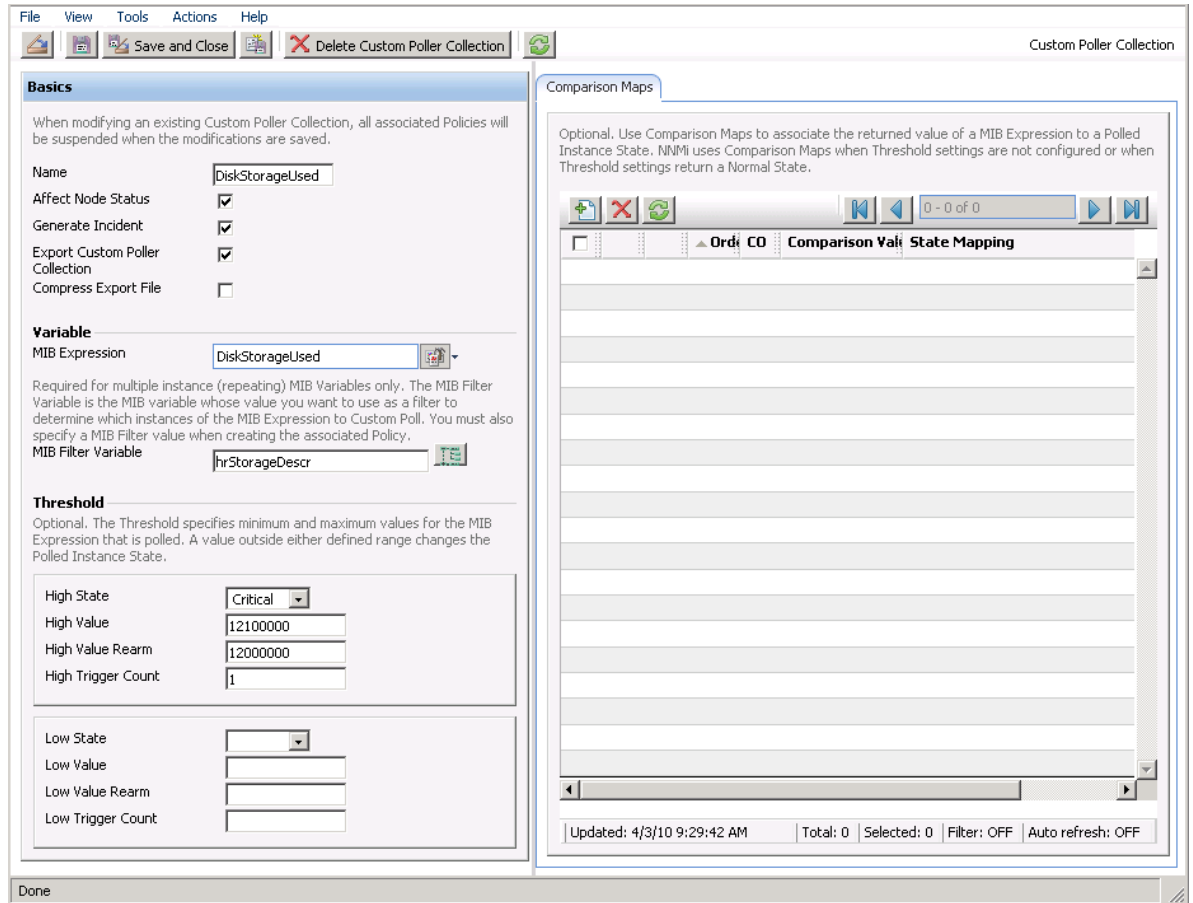 File View Tools Actions Help
Save and Close Delete Custom Poller Collection Custom Poller Collection
Basics
When modifying an existing Custom Poller Collection, all associated Policies will
be suspended when the modifications are saved.
Name DiskStorageUsed
Affect Node Status
Generate Incident
Export Custom Poller
Collection
Compress Export File
Variable
MIB Expression DiskStorageUsed
Required for multiple instance (repeating) MIB Variables only. The MIB Filter
Variable is the MIB variable whose value you want to use as a filter to
determine which instances of the MIB Expression to Custom Poll. You must also
specify a MIB Filter value when creating the associated Policy.
MIB Filter Variable hrStorageDescr
Threshold
Optional. The Threshold specifies minimum and maximum values for the MIB
Expression that is polled. A value outside either defined range changes the
Polled Instance State.
High State Critical
High Value 12100000
High Value Rearm 12000000
High Trigger Count 1
Low State
Low Value
Low Value Rearm
Low Trigger Count
Comparison Maps
Optional. Use Comparison Maps to associate the returned value of a MIB Expression to a Polled
Instance State. NNMi uses Comparison Maps when Threshold settings are not configured or when
Threshold settings return a Normal State.
0 - 0 of 0
Orde CO Comparison Valu State Mapping
Updated: 4/3/10 9:29:42 AM Total: 0 Selected: 0 Filter: OFF Auto refresh: OFF
Done